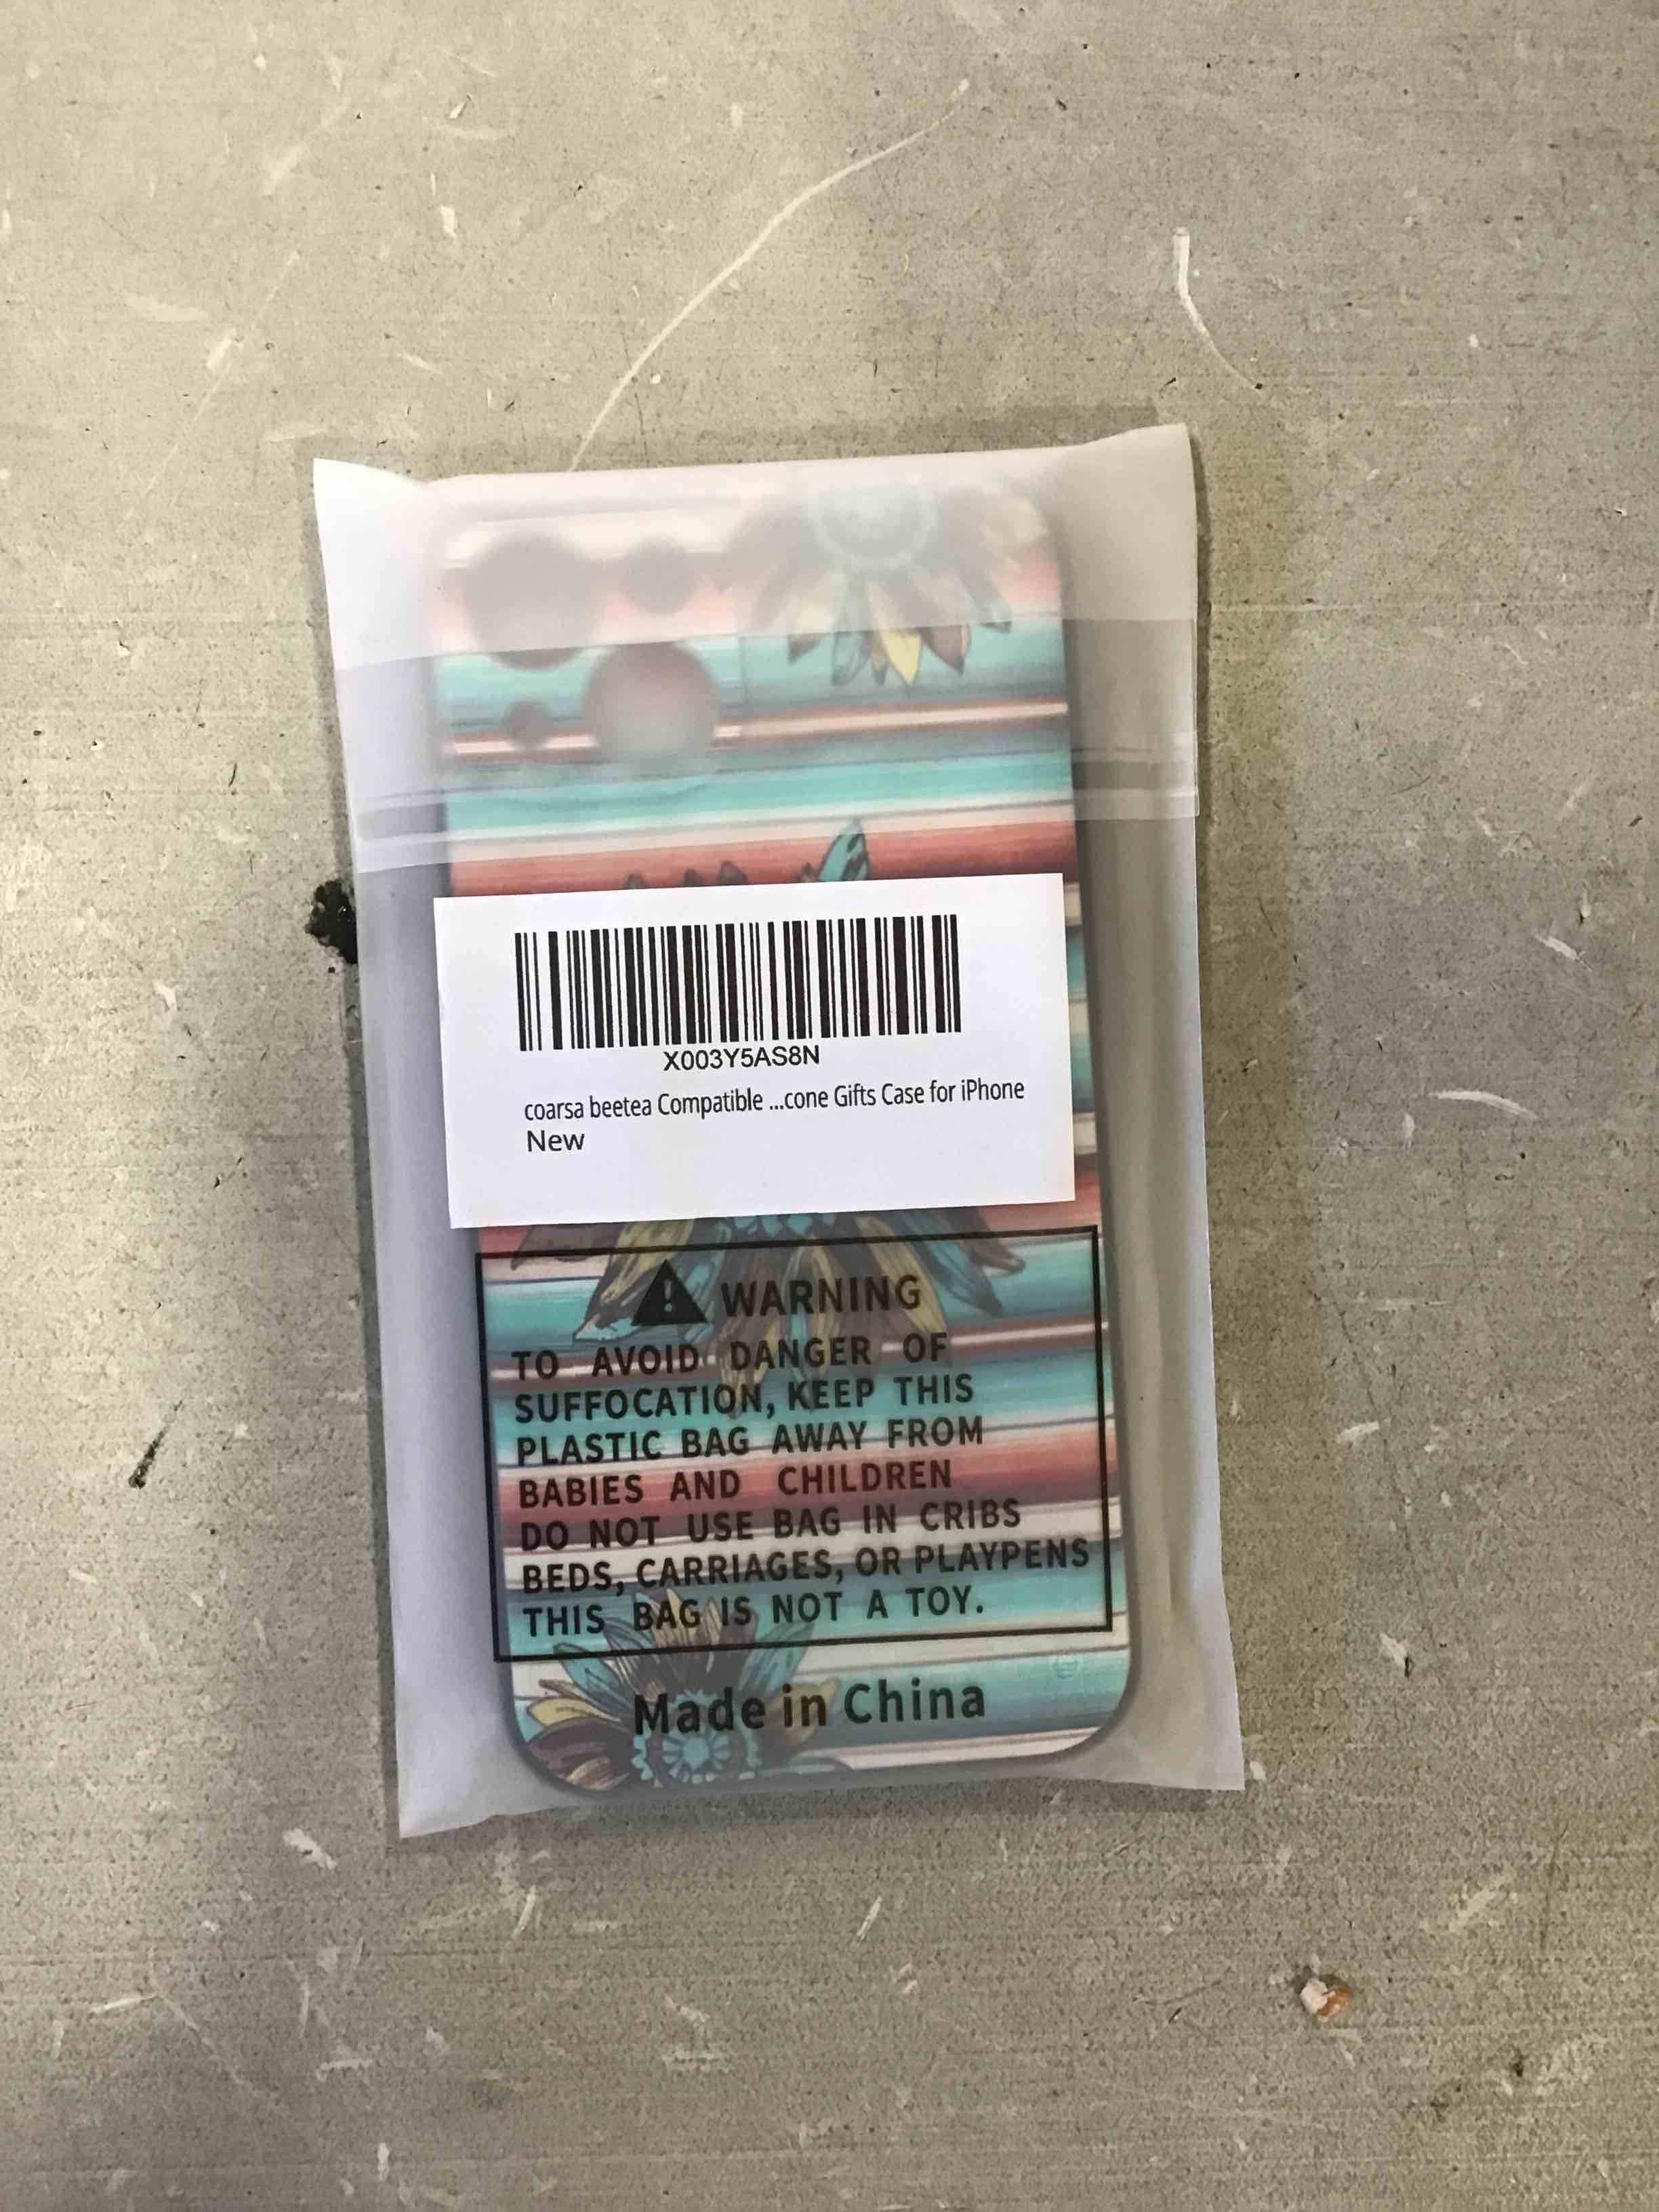 X003Y5AS8N
coarsa beetea Compatible ...cone Gifts Case for iPhone
New
WARNING
TO AVOID DANGER OF
SUFFOCATION, KEEP THIS
PLASTIC BAG AWAY FROM
BABIES AND CHILDREN
DO NOT USE BAG IN CRIBS
BEDS, CARRIAGES, OR PLAYPENS
THIS BAG IS NOT A TOY.
Made in China